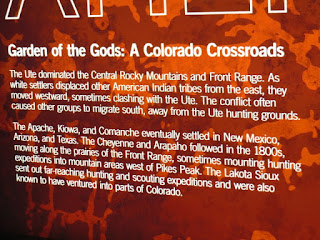 Garden of the Gods: A Colorado Crossroads
The Ute dominated the Central Rocky Mountains and Front Range. As
white settlers displaced other American Indian tribes from the east, they
moved westward, sometimes clashing with the Ute. The conflict often
caused other groups to migrate south, away from the Ute hunting grounds.
The Apache, Kiowa, and Comanche eventually settled in New Mexico,
Arizona, and Texas. The Cheyenne and Arapaho followed in the 1800s,
moving along the prairies of the Front Range, sometimes mounting hunting
expeditions into mountain areas west of Pikes Peak. The Lakota Sioux
sent out far-reaching hunting and scouting expeditions and were also
known to have ventured into parts of Colorado.